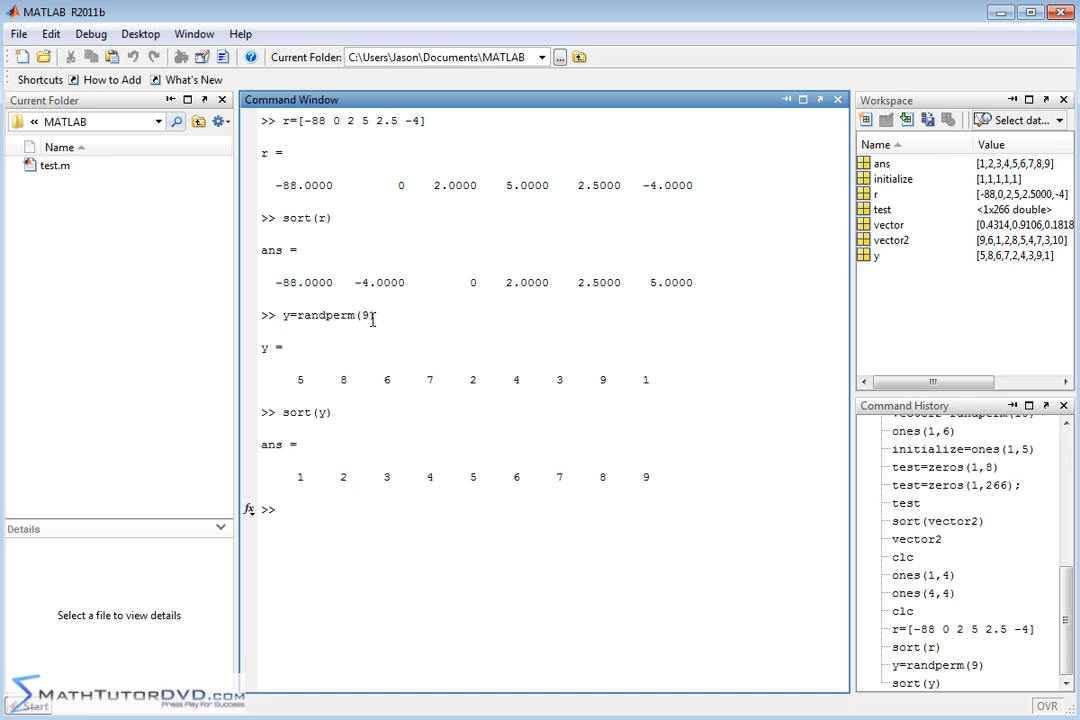 MATLAB R2011b
File Edit Debug Desktop Window Help
Current Folder: C:\Users\Jason\Documents\MATLAB ...
Shortcuts How to Add What's New
Current Folder
« MATLAB
Name
test.m
Details
Select a file to view details
Command Window
>> r=[-88 0 2 5 2.5 -4]
r =
-88.0000 0 2.0000 5.0000 2.5000 -4.0000
>> sort(r)
ans =
-88.0000 -4.0000 0 2.0000 2.5000 5.0000
>> y=randperm(9)
y =
5 8 6 7 2 4 3 9 1
>> sort(y)
ans =
1 2 3 4 5 6 7 8 9
fx >>
Workspace
Select dat...
Name Value
ans [1,2,3,4,5,6,7,8,9]
initialize [1,1,1,1,1]
r [-88,0,2,5,2.5000,-4]
test <1x266 double>
vector [0.4314,0.9106,0.1818
vector2 [9,6,1,2,8,5,4,7,3,10]
y [5,8,6,7,2,4,3,9,1]
Command History
ones(1,6)
initialize=ones(1,5)
test=zeros(1,8)
test=zeros(1,266);
test
sort(vector2)
vector2
clc
ones(1,4)
ones(4,4)
clc
r=[-88 0 2 5 2.5 -4]
sort(r)
y=randperm(9)
sort(y)
MATHTUTORDVD.COM
Press Play For Success
Start
OVR